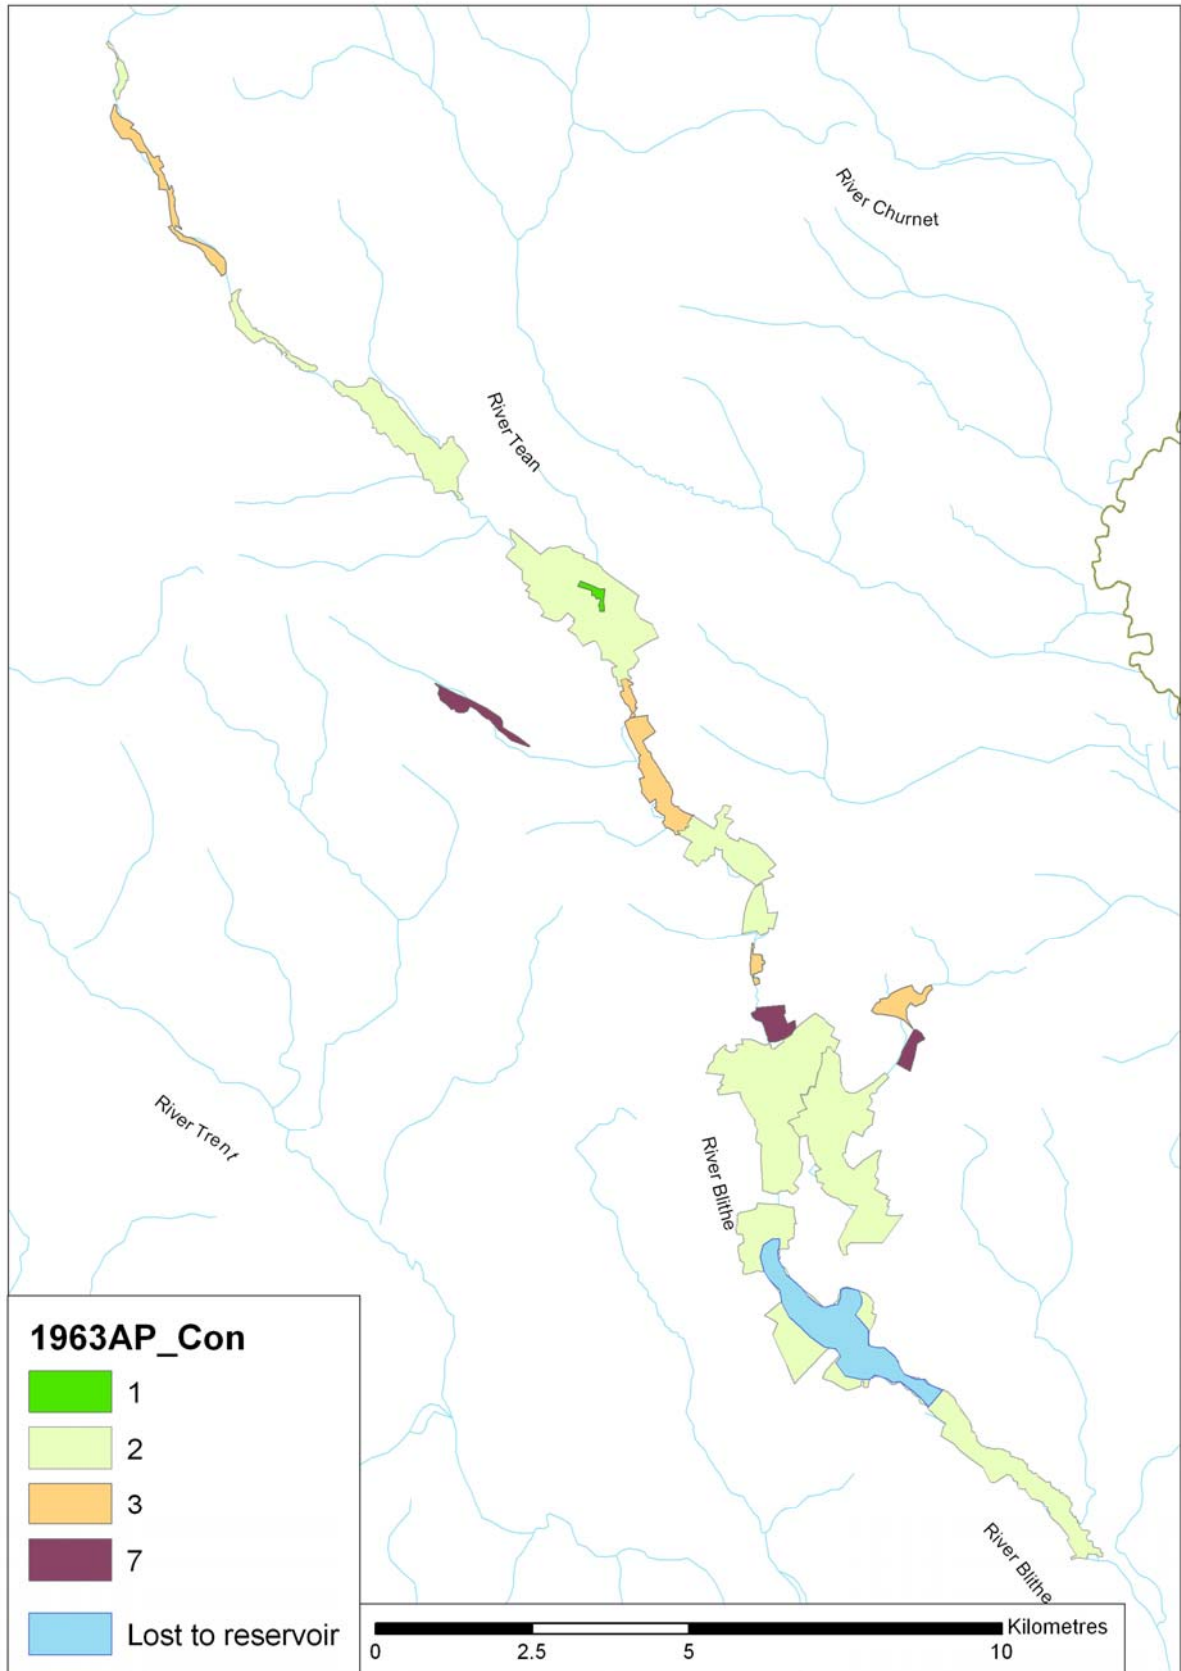 River Churnet
River Tean
River Trent
River Blithe
River Blithe
1963AP_Con
1
2
3
7
Lost to reservoir
Kilometres
0 2.5 5 10